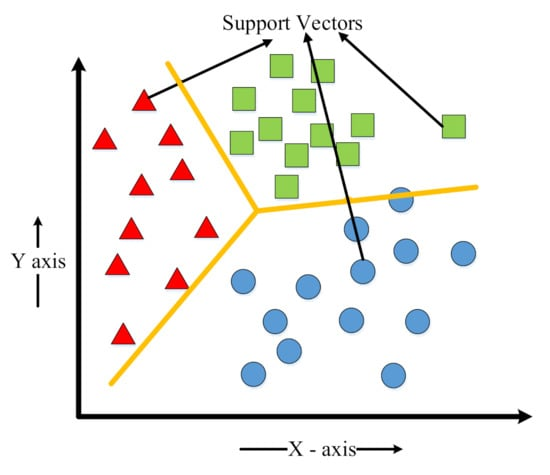 Support Vectors
Y axis
X - axis